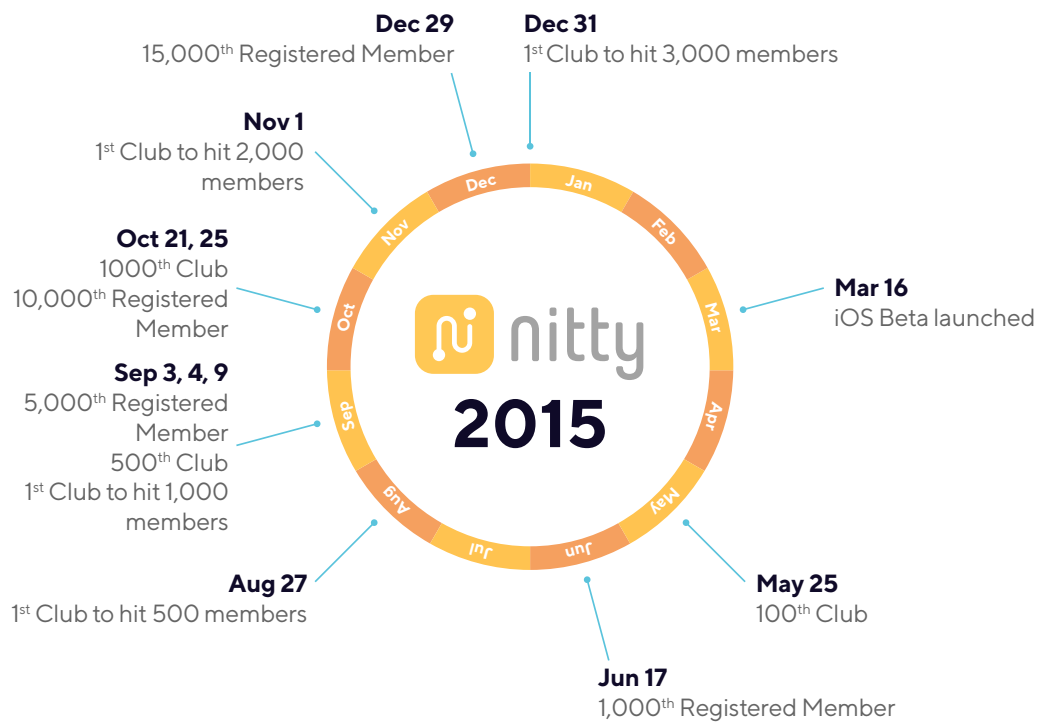 Dec 29
15,000th Registered Member
Dec 31
1st Club to hit 3,000 members
Nov 1
1st Club to hit 2,000
members
Oct 21, 25
1000th Club
10,000th Registered
Member
Sep 3, 4, 9
5,000th Registered
Member
500th Club
1st Club to hit 1,000
members
Aug 27
1st Club to hit 500 members
Mar 16
iOS Beta launched
May 25
100th Club
Jun 17
1,000th Registered Member
Jan
Feb
Mar
Apr
May
Jun
Jul
Aug
Sep
Oct
Nov
Dec
nitty
2015